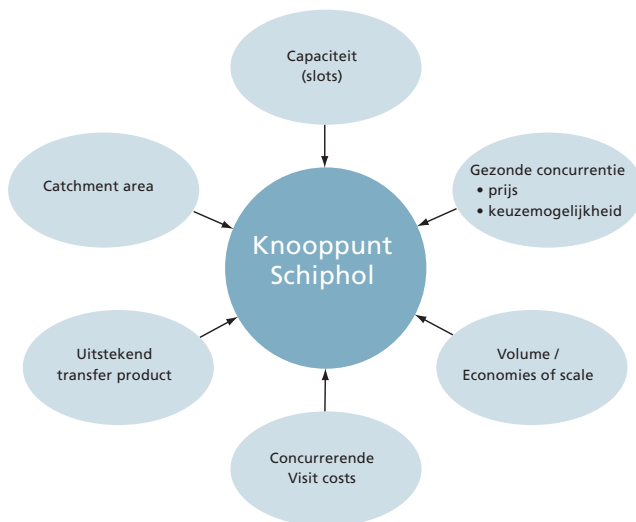 Capaciteit
(slots)
Catchment area
Gezonde concurrentie
• prijs
• keuzemogelijkheid
Knooppunt
Schiphol
Uitstekend
transfer product
Volume /
Economies of scale
Concurrerende
Visit costs